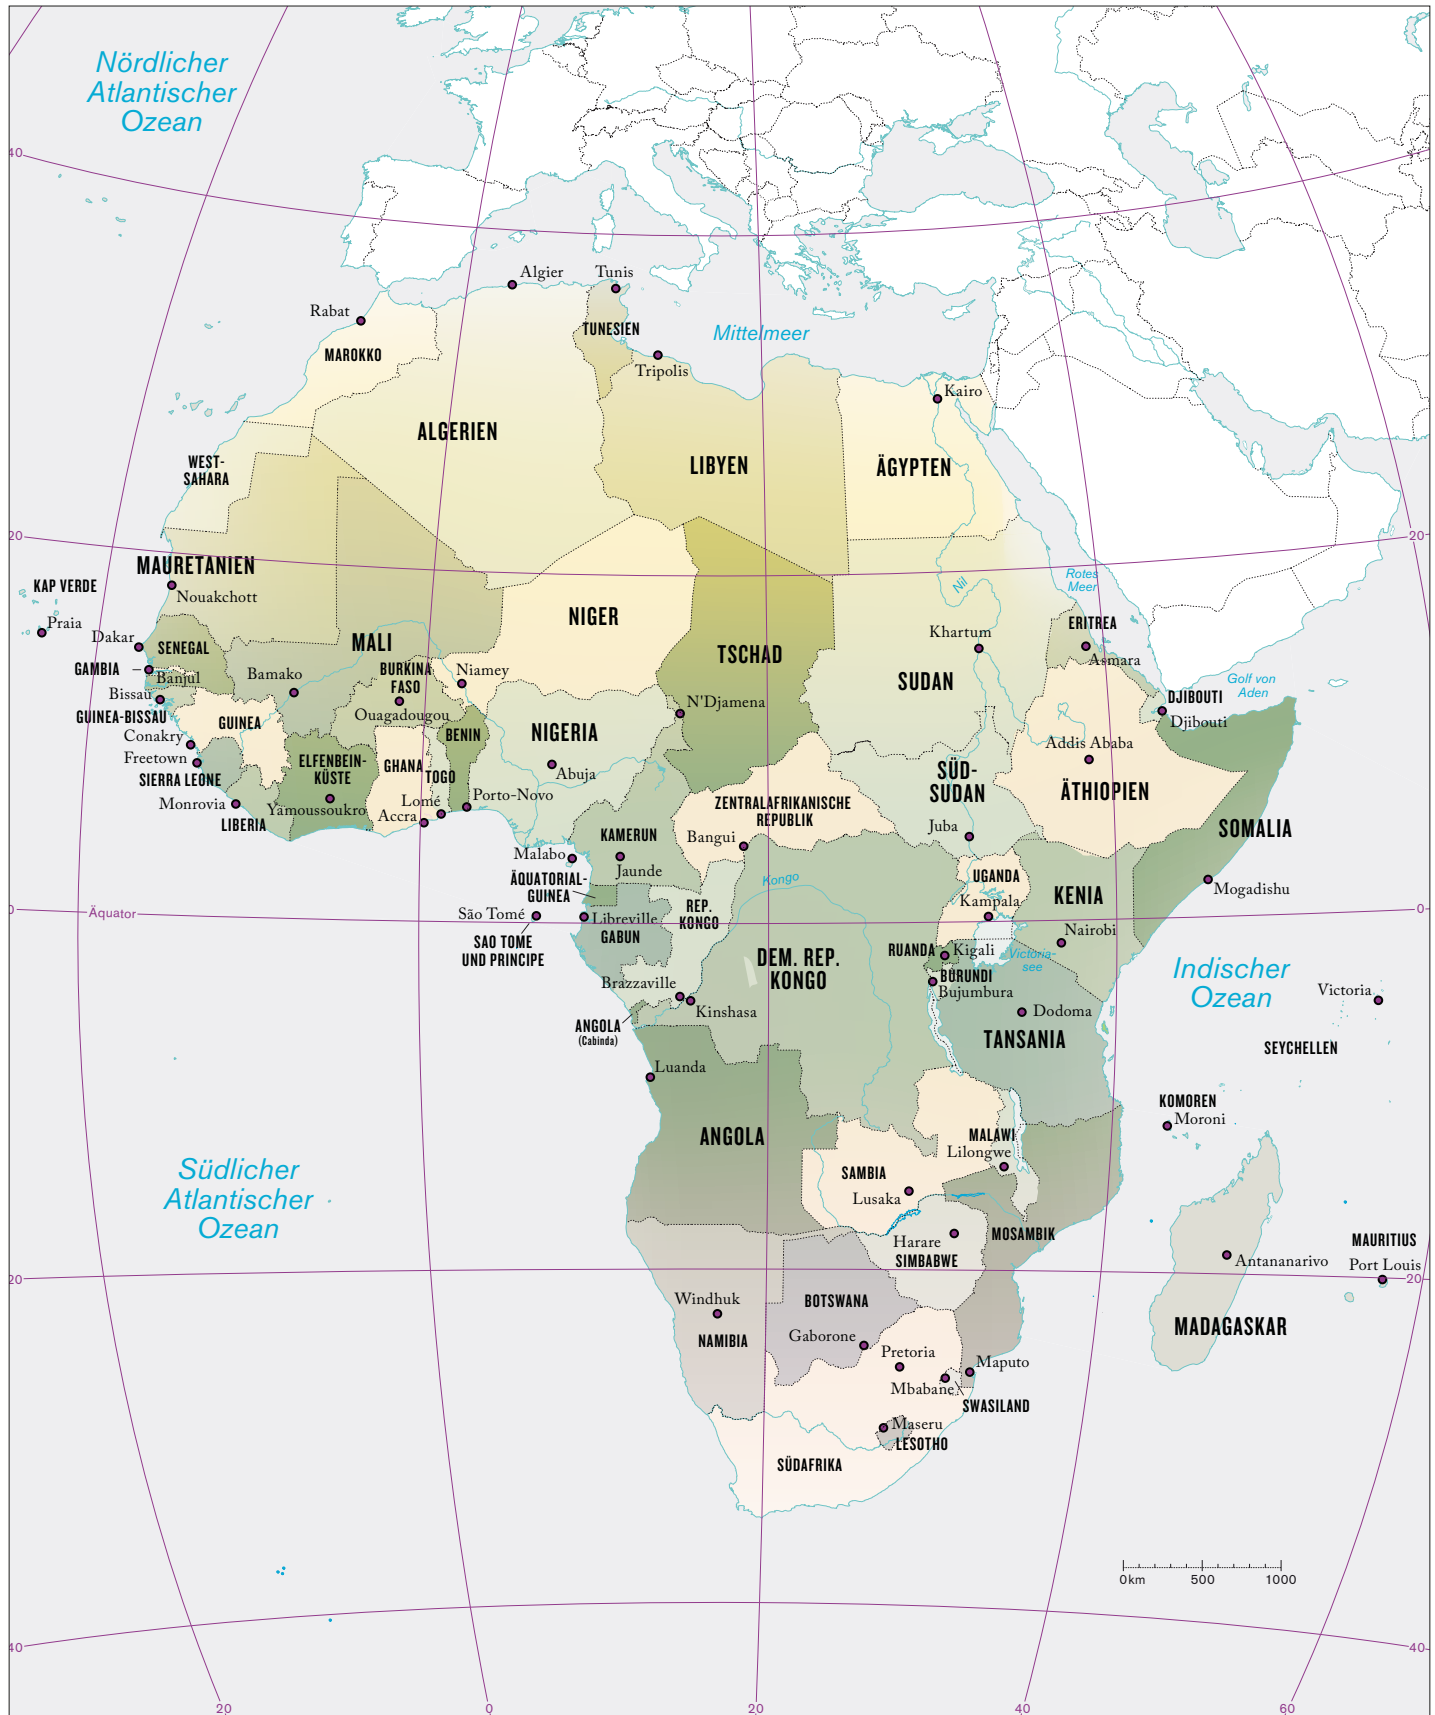 Nördlicher
Atlantischer
Ozean
40
40
Algier
Tunis
Rabat
TUNESIEN
Mittelmeer
MAROKKO
Tripolis
Kairo
ALGERIEN
LIBYEN
ÄGYPTEN
WEST-
SAHARA
20
20
MAURETANIEN
Nouakchott
KAP VERDE
Praia
Nil
Rotes
Meer
NIGER
Dakar
SENEGAL
MALI
TSCHAD
Khartum
ERITREA
Asmara
GAMBIA
Banjul
Bamako
BURKINA
FASO
Niamey
SUDAN
Golf von
Aden
Bissau
GUINEA-BISSAU
GUINEA
Ouagadougou
N'Djamena
DJIBOUTI
Djibouti
Conakry
BENIN
NIGERIA
Addis Ababa
Freetown
SIERRA LEONE
ELFENBEIN-
KÜSTE
GHANA
TOGO
Abuja
SÜD-
SUDAN
ÄTHIOPIEN
Monrovia
LIBERIA
Yamoussoukro
Accra
Lomé
Porto-Novo
ZENTRALAFRIKANISCHE
REPUBLIK
Bangui
Juba
SOMALIA
KAMERUN
Malabo
Jaunde
ÄQUATORIAL-
GUINEA
Kongo
UGANDA
Kampala
KENIA
Mogadishu
0
Äquator
0
São Tomé
SAO TOME
UND PRINCIPE
Libreville
GABUN
REP.
KONGO
Nairobi
RUANDA
Kigali
Victoria-
see
DEM. REP.
KONGO
BURUNDI
Bujumbura
Indischer
Ozean
Brazzaville
Kinshasa
Dodoma
Victoria
ANGOLA
(Cabinda)
TANSANIA
SEYCHELLEN
Luanda
KOMOREN
Moroni
ANGOLA
MALAWI
Lilongwe
Südlicher
Atlantischer
Ozean
SAMBIA
Lusaka
Harare
SIMBABWE
MOSAMBIK
Antananarivo
MAURITIUS
Port Louis
20
20
Windhuk
NAMIBIA
BOTSWANA
Gaborone
MADAGASKAR
Pretoria
Maputo
Mbabane
SWASILAND
Maseru
LESOTHO
SÜDAFRIKA
0km
500
1000
40
40
20
0
20
40
60